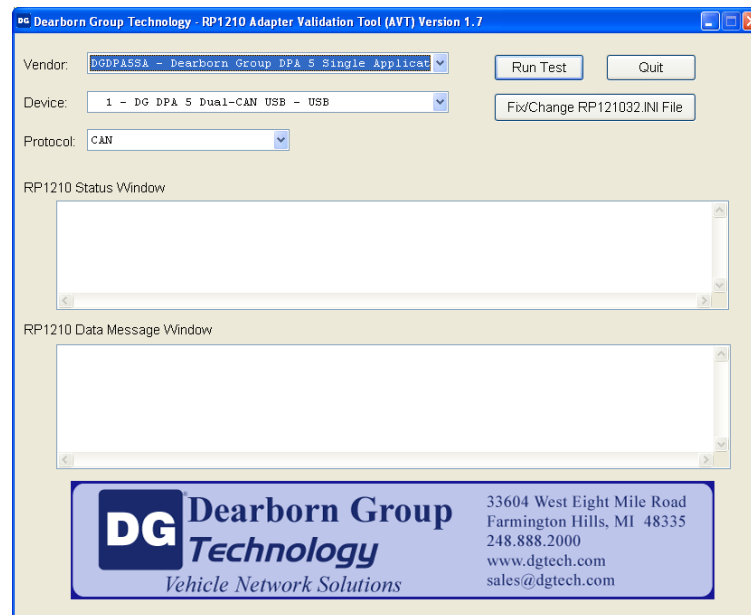 DG Dearborn Group Technology - RP1210 Adapter Validation Tool (AVT) Version 1.7
Vendor: DGDPA5SA - Dearborn Group DPA 5 Single Applicat
Run Test
Quit
Device: 1 - DG DPA 5 Dual-CAN USB - USB
Fix/Change RP121032.INI File
Protocol: CAN
RP1210 Status Window
RP1210 Data Message Window
DG
Dearborn Group
Technology
Vehicle Network Solutions
33604 West Eight Mile Road
Farmington Hills, MI 48335
248.888.2000
www.dgtech.com
sales@dgtech.com